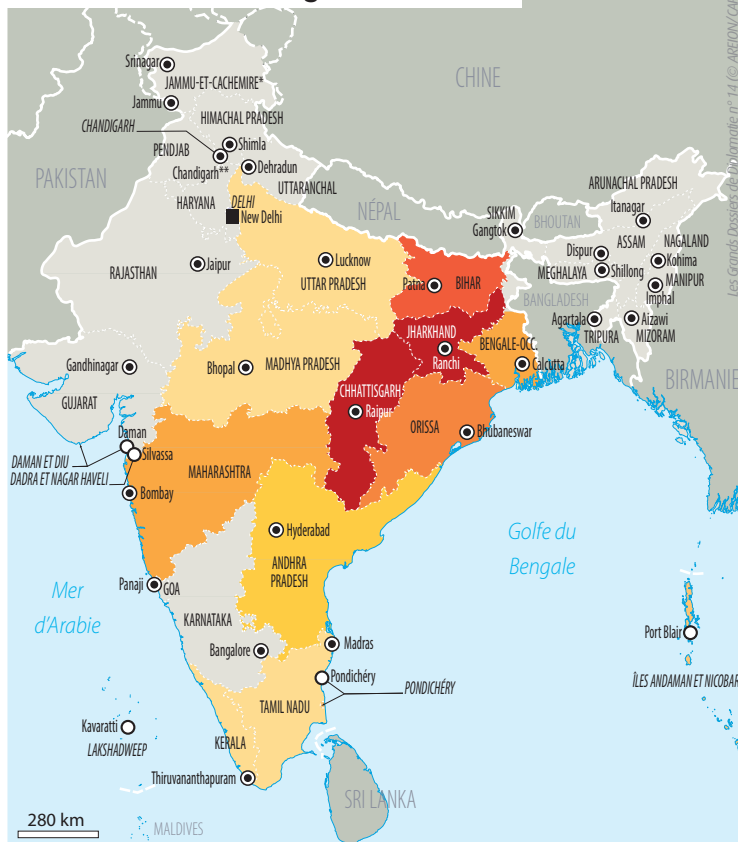 Srinagar
JAMMU-ET-CACHEMIRE*
Jammu
CHINE
HIMACHAL PRADESH
CHANDIGARH
Shimla
PENDJAB
Chandigarh**
Dehradun
UTTARANCHAL
PAKISTAN
HARYANA
DELHI
New Delhi
NÉPAL
ARUNACHAL PRADESH
Itanagar
SIKKIM
Gangtok
BHOUTAN
ASSAM
NAGALAND
Dispur
Kohima
MEGHALAYA
Shillong
MANIPUR
Imphal
RAJASTHAN
Jaipur
Lucknow
UTTAR PRADESH
Patna
BIHAR
BANGLADESH
Agartala
Aizawi
TRIPURA
MIZORAM
JHARKHAND
Ranchi
BENGALE-OCC.
Calcutta
Gandhinagar
Bhopal
MADHYA PRADESH
GUJARAT
CHHATTISGARH
Raipur
BIRMANIE
ORISSA
Bhubaneswar
Daman
DAMAN ET DIU
Silvassa
DADRA ET NAGAR HAVELI
MAHARASHTRA
Bombay
Hyderabad
Golfe du
Bengale
ANDHRA
PRADESH
Panaji
GOA
Mer
d'Arabie
KARNATAKA
Bangalore
Madras
Port Blair
Pondichéry
PONDICHÉRY
ÎLES ANDAMAN ET NICOBAR
TAMIL NADU
Kavaratti
LAKSHADWEEP
KERALA
Thiruvananthapuram
SRI LANKA
280 km
MALDIVES
Les Grands Dossiers de Diplomatie n° 14 (© AREION/CAP